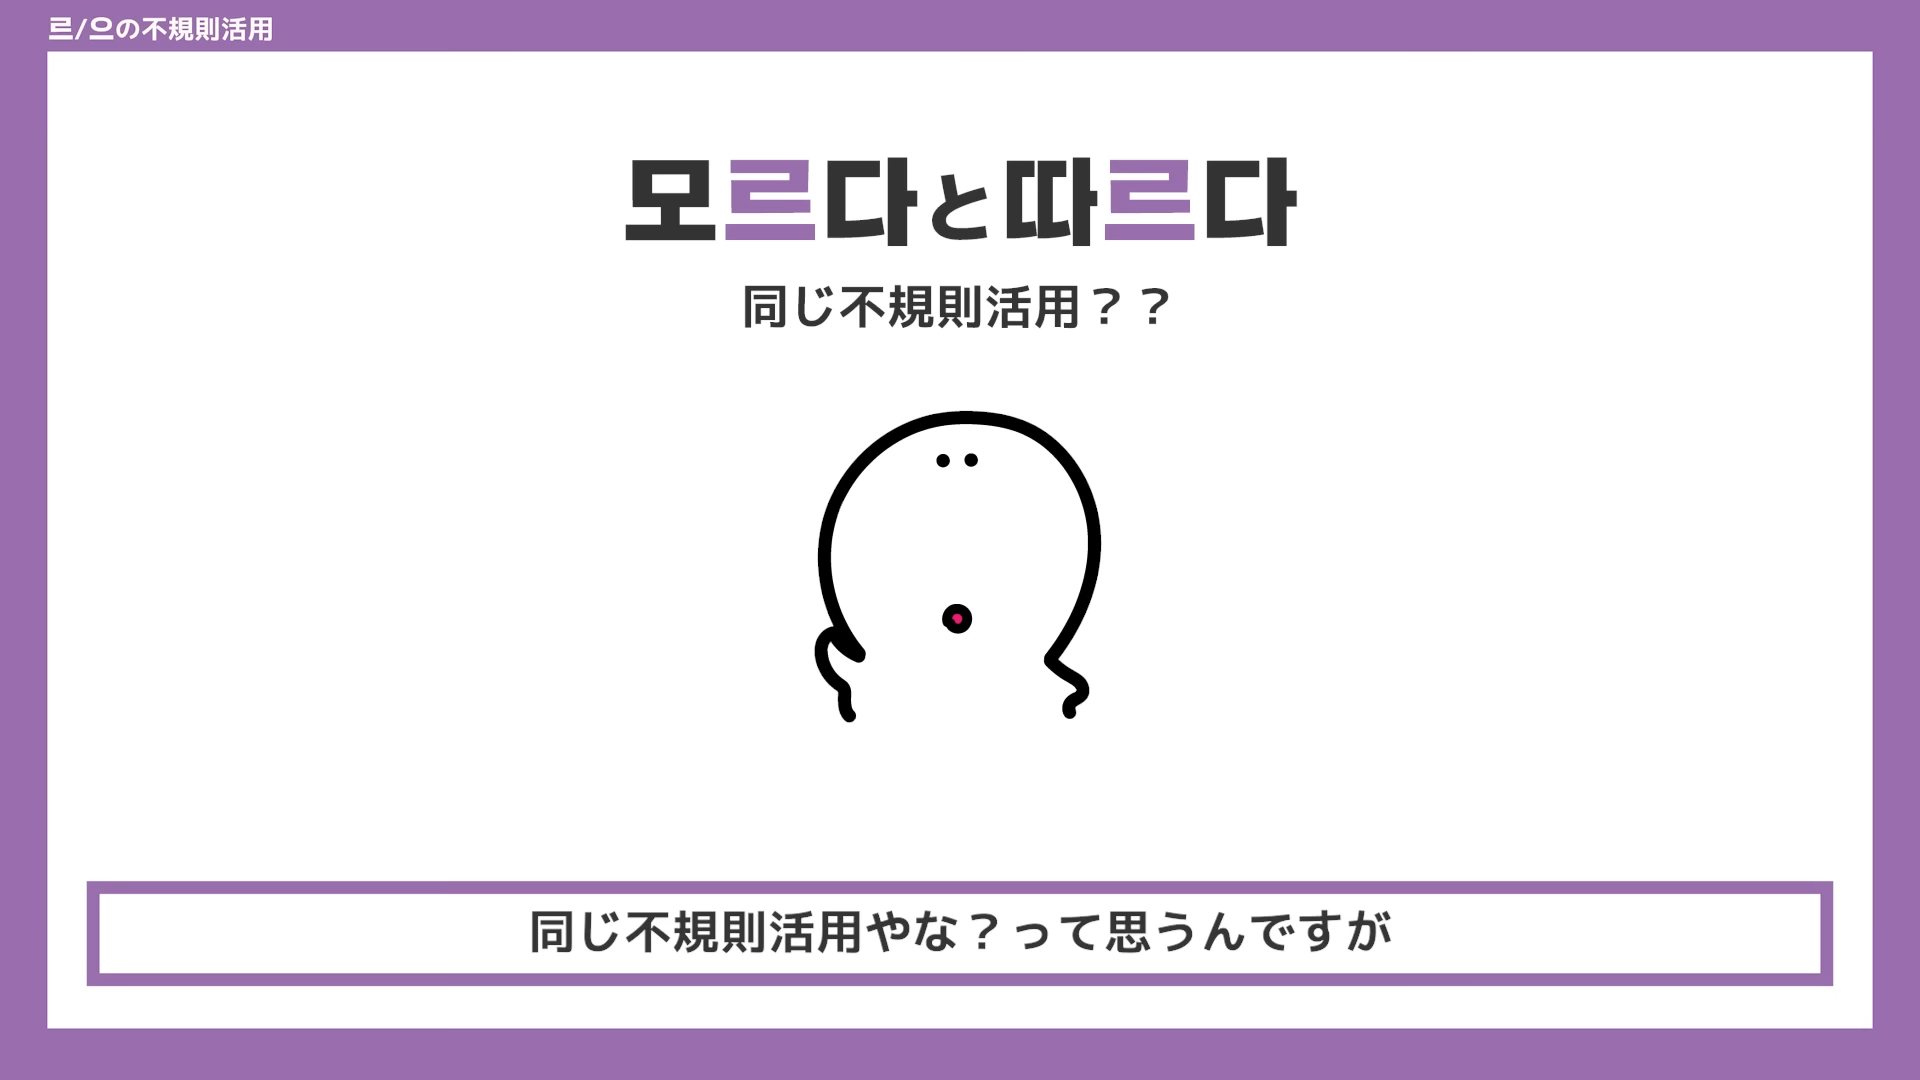 르/으の不規則活用
모르다と따르다
同じ不規則活用？？
同じ不規則活用やな？って思うんですが